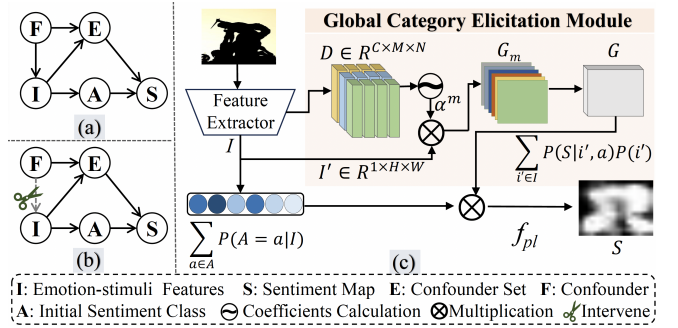 Global Category Elicitation Module
F E
I A S
(a)
F E
I A S
(b)
Feature
Extractor
D ∈ R^{C×M×N}
α^m
G_m
G
I
I′ ∈ R^{1×H×W}
∑_{i′∈I} P(S|i′, a)P(i′)
∑_{a∈A} P(A = a|I)
f_{pl}
S
(c)
I: Emotion-stimuli Features S: Sentiment Map E: Confounder Set F: Confounder
A: Initial Sentiment Class Coefficients Calculation Multiplication Intervene